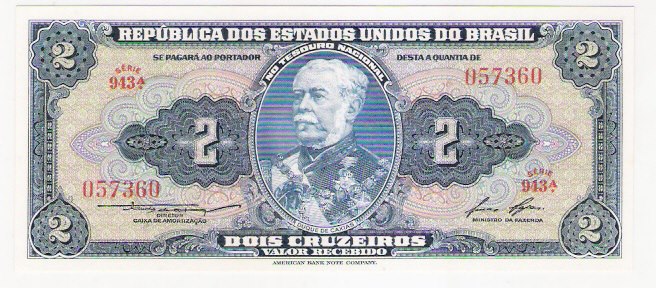 2 REPÚBLICA DOS ESTADOS UNIDOS DO BRASIL 2
SE PAGARÁ AO PORTADOR DESTA A QUANTIA DE
NO TESOURO NACIONAL
SÉRIE
943ᴬ
057360
2 2
057360
SÉRIE
943ᴬ
DIRETOR
CAIXA DE AMORTIZAÇÃO
DUQUE DE CAXIAS
MINISTRO DA FAZENDA
2 DOIS CRUZEIROS 2
VALOR RECEBIDO
AMERICAN BANK NOTE COMPANY.